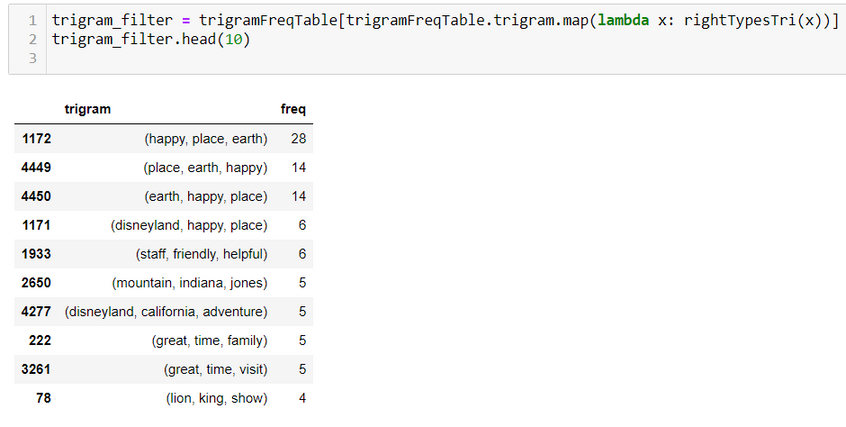 1 trigram_filter = trigramFreqTable[trigramFreqTable.trigram.map(lambda x: rightTypesTri(x))]
2 trigram_filter.head(10)
3
trigram freq
1172 (happy, place, earth) 28
4449 (place, earth, happy) 14
4450 (earth, happy, place) 14
1171 (disneyland, happy, place) 6
1933 (staff, friendly, helpful) 6
2650 (mountain, indiana, jones) 5
4277 (disneyland, california, adventure) 5
222 (great, time, family) 5
3261 (great, time, visit) 5
78 (lion, king, show) 4